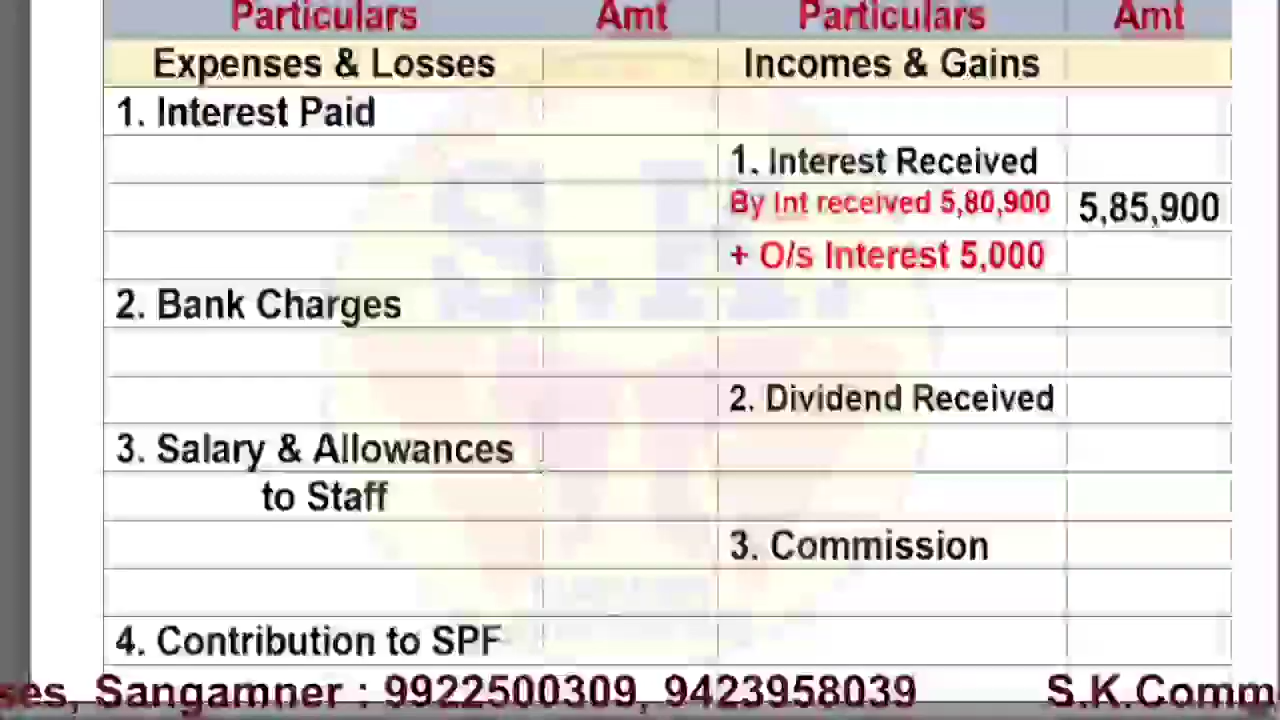 Particulars Amt Particulars Amt
Expenses & Losses Incomes & Gains
1. Interest Paid
1. Interest Received
By Int received 5,80,900 5,85,900
+ O/s Interest 5,000
2. Bank Charges
2. Dividend Received
3. Salary & Allowances
to Staff
3. Commission
4. Contribution to SPF
ses, Sangamner : 9922500309, 9423958039 S.K.Comm